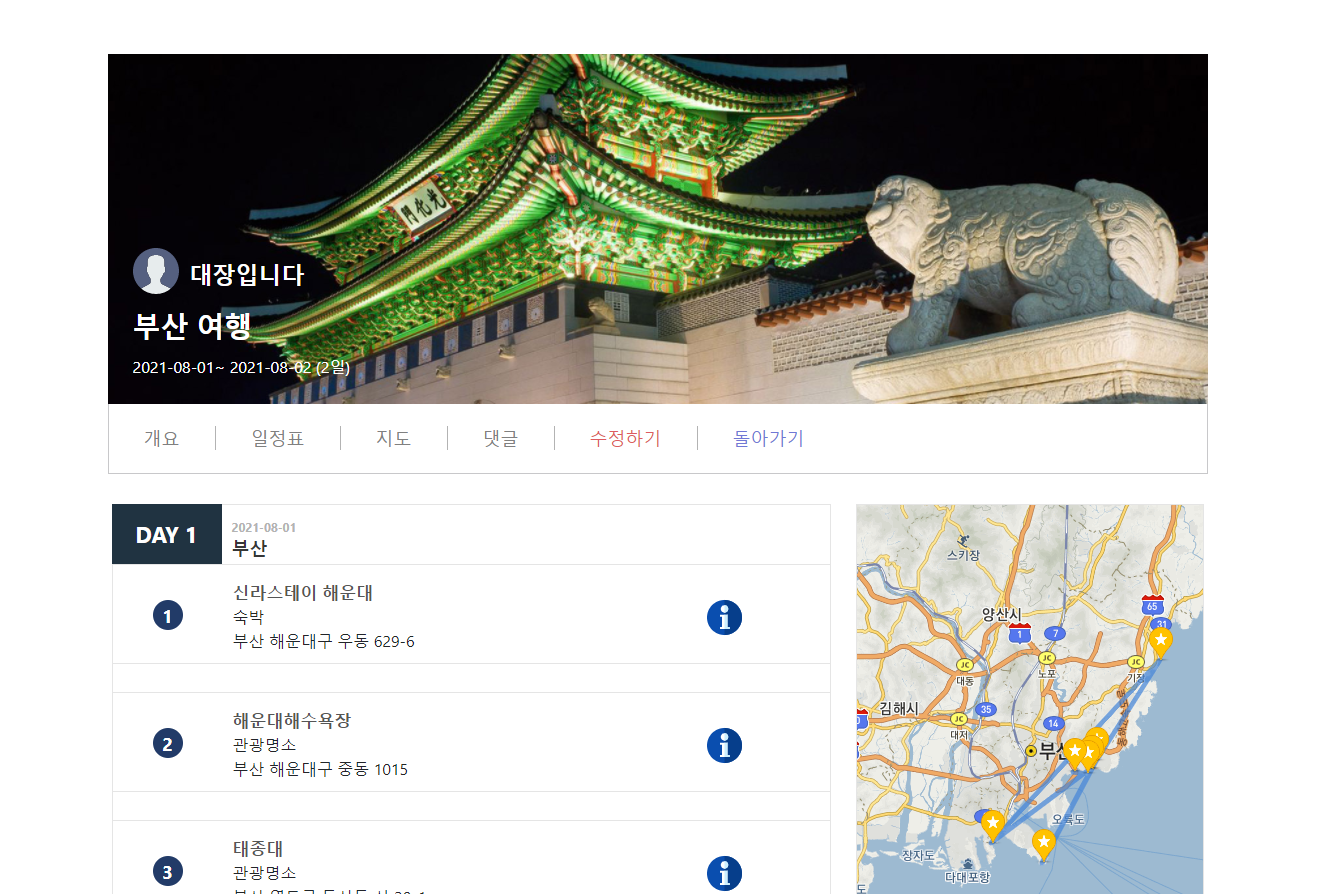 光化門
대장입니다
부산 여행
2021-08-01~ 2021-08-02 (2일)
개요
일정표
지도
댓글
수정하기
돌아가기
DAY 1
2021-08-01
부산
1
신라스테이 해운대
숙박
부산 해운대구 우동 629-6
2
해운대해수욕장
관광명소
부산 해운대구 중동 1015
3
태종대
관광명소
스키장
양산시
65
31
1
7
JC
대동
JC
노포
JC
기장
김해시
35
JC
대저
14
부산
오륙도
장자도
다대포항